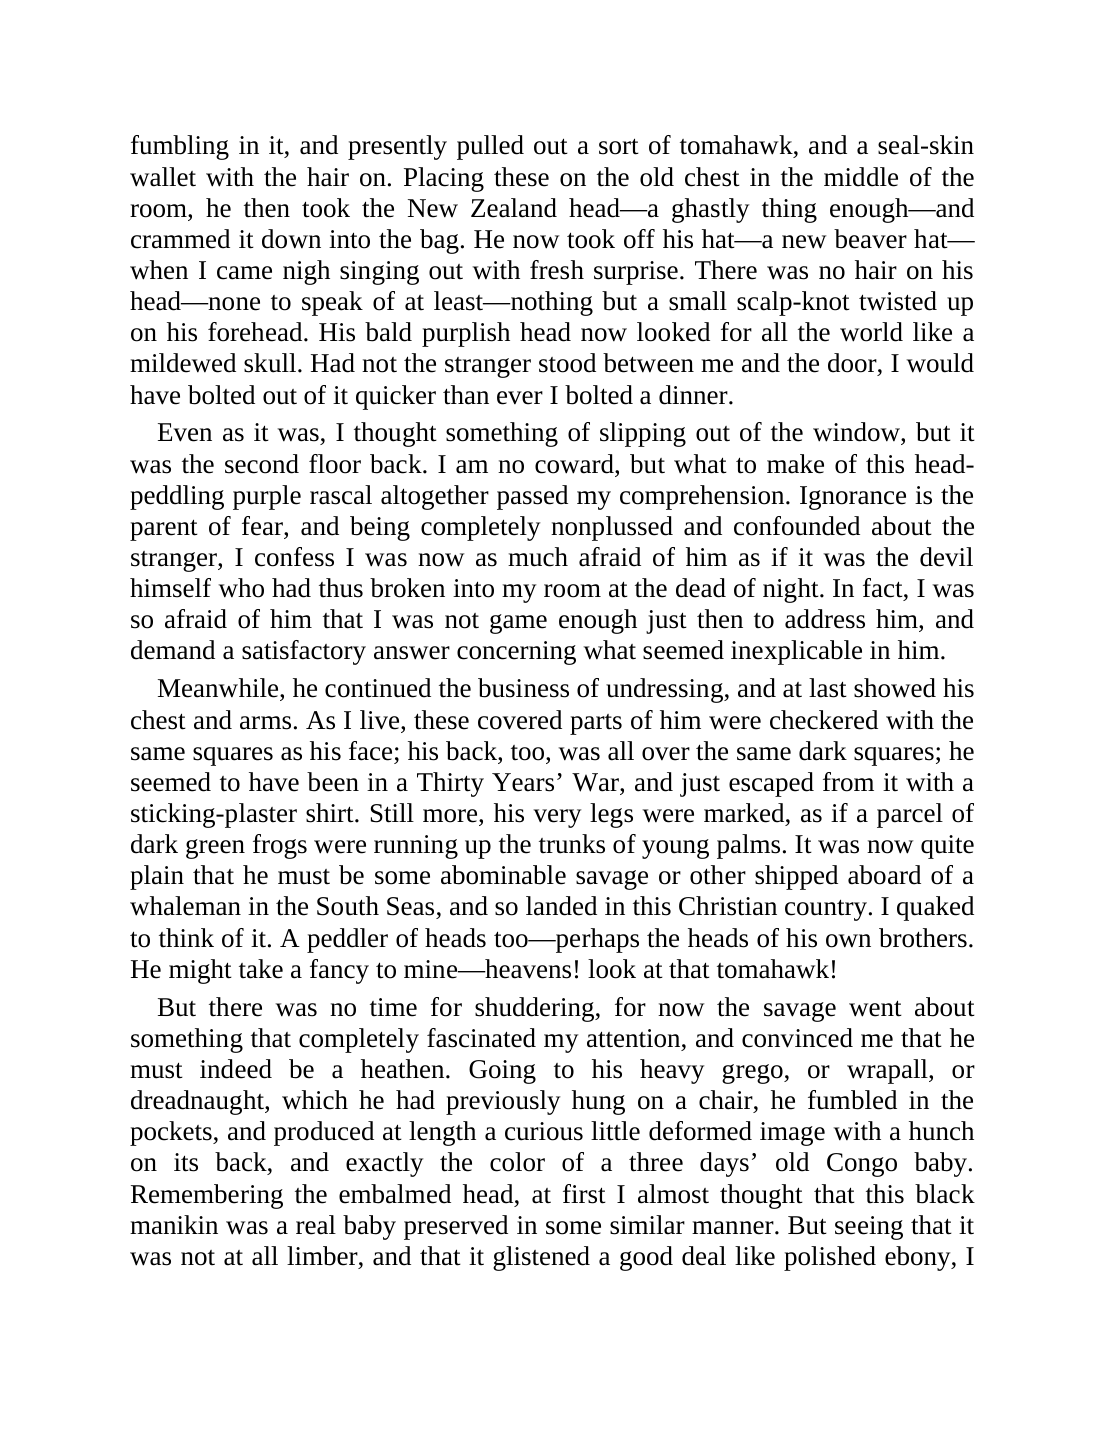 fumbling in it, and presently pulled out a sort of tomahawk, and a seal-skin
wallet with the hair on. Placing these on the old chest in the middle of the
room, he then took the New Zealand head—a ghastly thing enough—and
crammed it down into the bag. He now took off his hat—a new beaver hat—
when I came nigh singing out with fresh surprise. There was no hair on his
head—none to speak of at least—nothing but a small scalp-knot twisted up
on his forehead. His bald purplish head now looked for all the world like a
mildewed skull. Had not the stranger stood between me and the door, I would
have bolted out of it quicker than ever I bolted a dinner.
Even as it was, I thought something of slipping out of the window, but it
was the second floor back. I am no coward, but what to make of this head-
peddling purple rascal altogether passed my comprehension. Ignorance is the
parent of fear, and being completely nonplussed and confounded about the
stranger, I confess I was now as much afraid of him as if it was the devil
himself who had thus broken into my room at the dead of night. In fact, I was
so afraid of him that I was not game enough just then to address him, and
demand a satisfactory answer concerning what seemed inexplicable in him.
Meanwhile, he continued the business of undressing, and at last showed his
chest and arms. As I live, these covered parts of him were checkered with the
same squares as his face; his back, too, was all over the same dark squares; he
seemed to have been in a Thirty Years’ War, and just escaped from it with a
sticking-plaster shirt. Still more, his very legs were marked, as if a parcel of
dark green frogs were running up the trunks of young palms. It was now quite
plain that he must be some abominable savage or other shipped aboard of a
whaleman in the South Seas, and so landed in this Christian country. I quaked
to think of it. A peddler of heads too—perhaps the heads of his own brothers.
He might take a fancy to mine—heavens! look at that tomahawk!
But there was no time for shuddering, for now the savage went about
something that completely fascinated my attention, and convinced me that he
must indeed be a heathen. Going to his heavy grego, or wrapall, or
dreadnaught, which he had previously hung on a chair, he fumbled in the
pockets, and produced at length a curious little deformed image with a hunch
on its back, and exactly the color of a three days’ old Congo baby.
Remembering the embalmed head, at first I almost thought that this black
manikin was a real baby preserved in some similar manner. But seeing that it
was not at all limber, and that it glistened a good deal like polished ebony, I